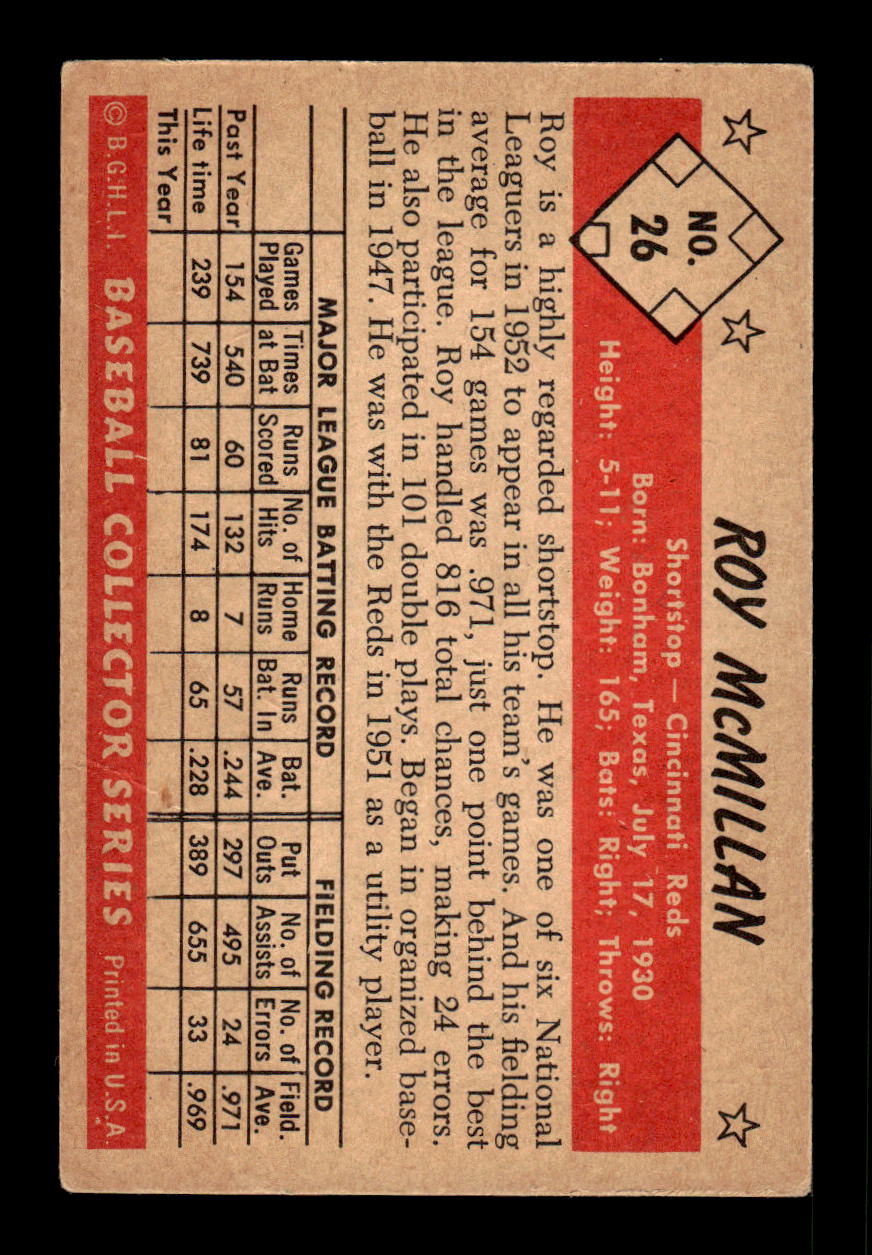 ROY McMILLAN
NO.
26
Shortstop — Cincinnati Reds
Born: Bonham, Texas, July 17, 1930
Height: 5-11; Weight: 165; Bats: Right; Throws: Right
Roy is a highly regarded shortstop. He was one of six National
Leaguers in 1952 to appear in all his team's games. And his fielding
average for 154 games was .971, just one point behind the best
in the league. Roy handled 816 total chances, making 24 errors.
He also participated in 101 double plays. Began in organized base-
ball in 1947. He was with the Reds in 1951 as a utility player.
MAJOR LEAGUE BATTING RECORD FIELDING RECORD
Games Times Runs No. of Home Runs Bat. Put No. of No. of Field.
Played at Bat Scored Hits Runs Bat. In Ave. Outs Assists Errors Ave.
Past Year 154 540 60 132 7 57 .244 297 495 24 .971
Life time 239 739 81 174 8 65 .228 389 655 33 .969
This Year
© B.G.H.L.I. BASEBALL COLLECTOR SERIES Printed in U.S.A